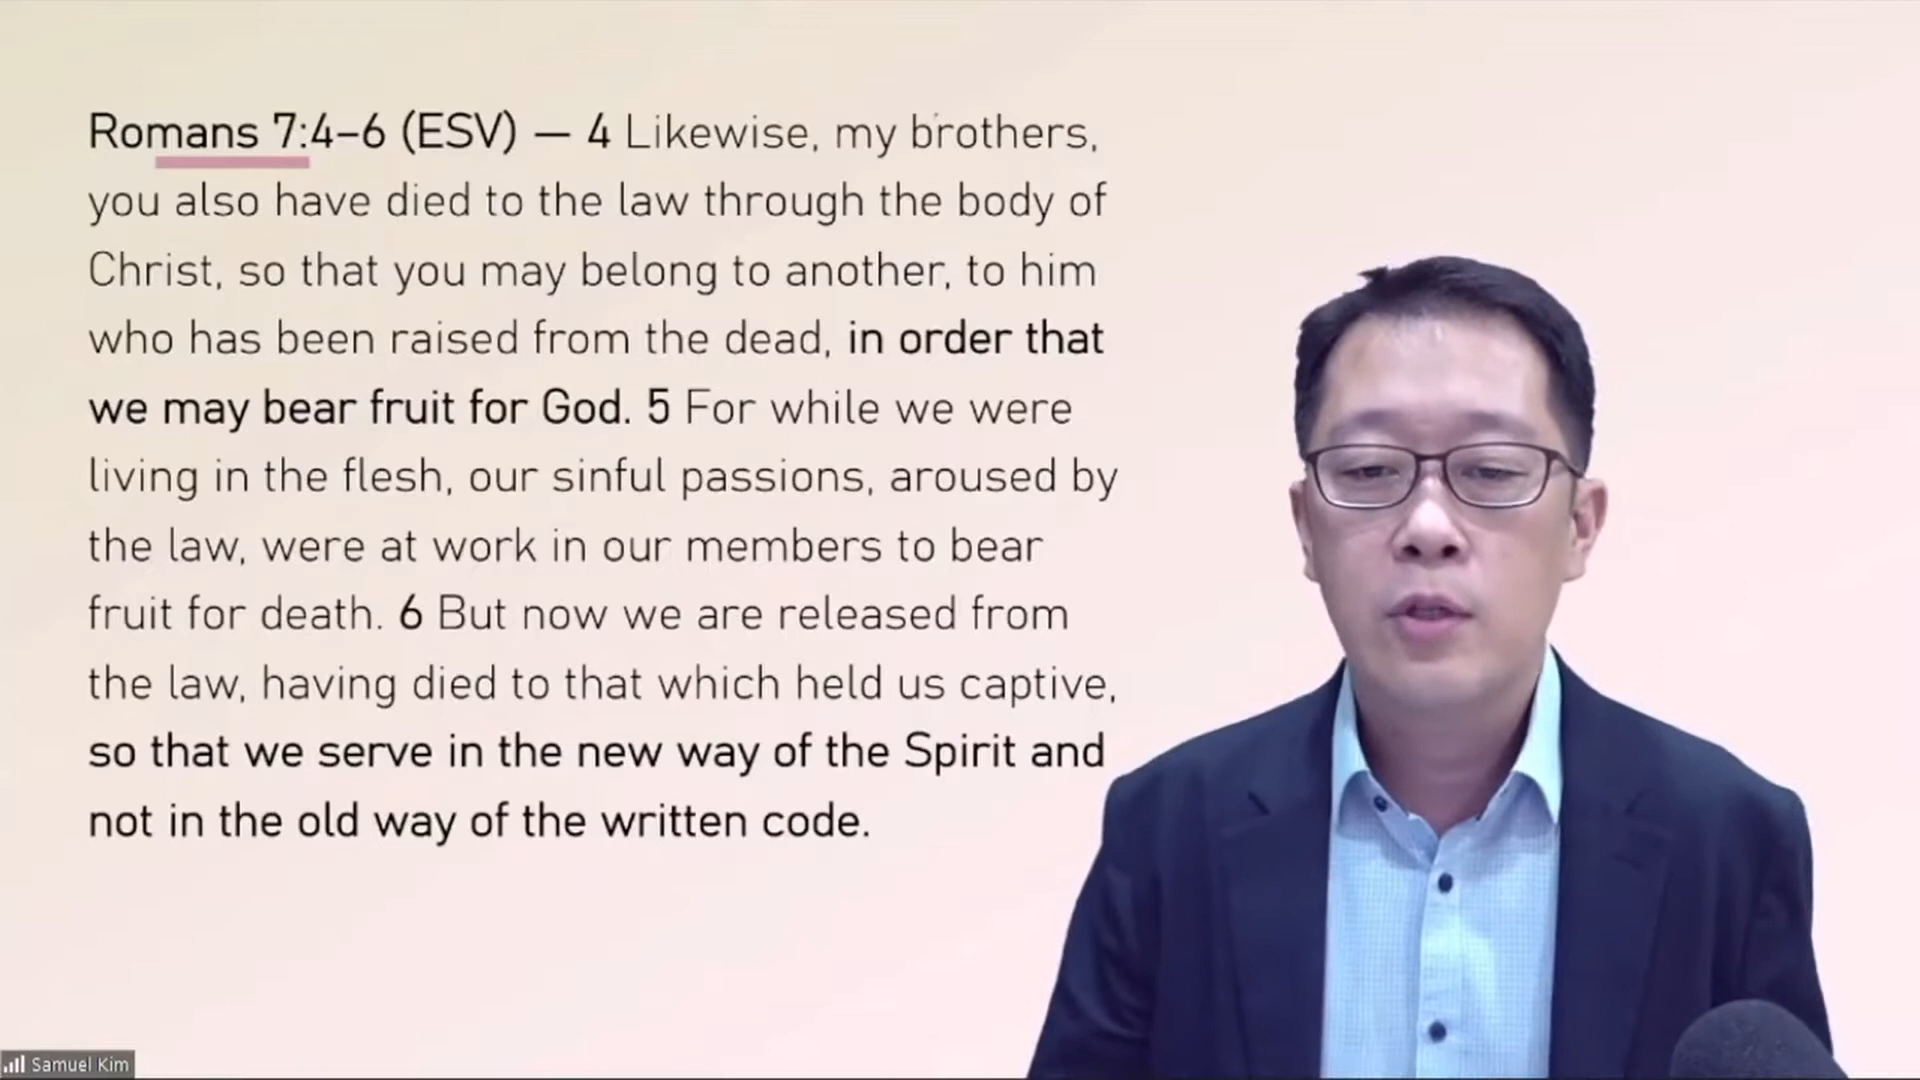 Romans 7:4–6 (ESV) — 4 Likewise, my brothers,
you also have died to the law through the body of
Christ, so that you may belong to another, to him
who has been raised from the dead, in order that
we may bear fruit for God. 5 For while we were
living in the flesh, our sinful passions, aroused by
the law, were at work in our members to bear
fruit for death. 6 But now we are released from
the law, having died to that which held us captive,
so that we serve in the new way of the Spirit and
not in the old way of the written code.
Samuel Kim